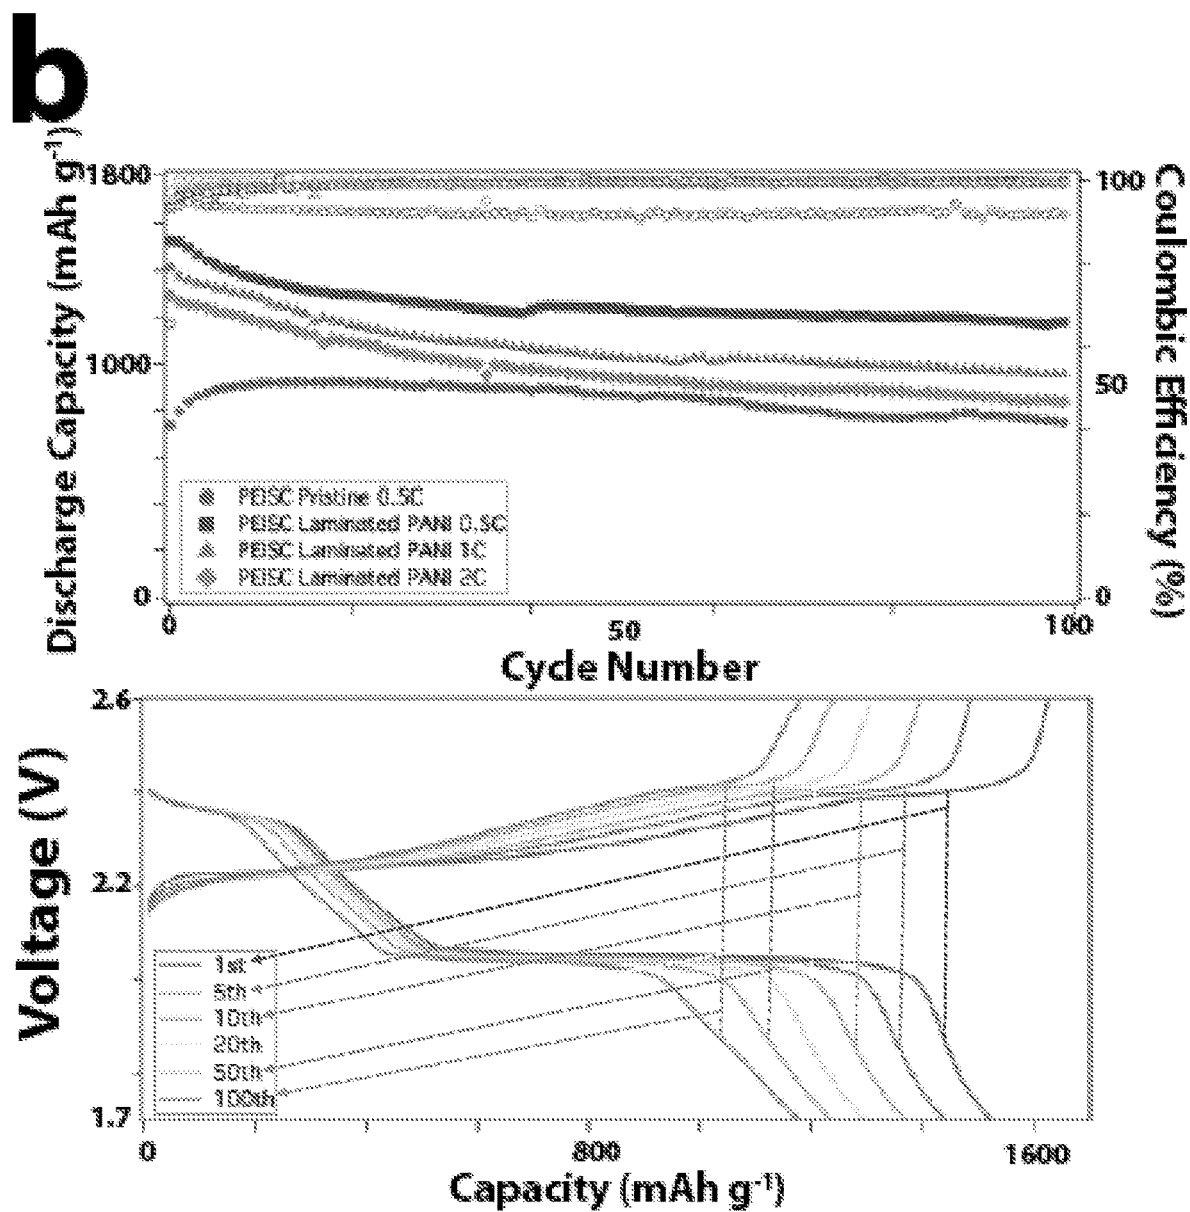 b
Discharge Capacity (mAh g⁻¹)
1800
1000
0
100
50
0
Coulombic Efficiency (%)
PEISC Pristine 0.5C
PEISC Laminated PANI 0.5C
PEISC Laminated PANI 1C
PEISC Laminated PANI 2C
0
50
100
Cycle Number
Voltage (V)
2.6
2.2
1.7
1st
5th
10th
20th
50th
100th
0
800
1600
Capacity (mAh g⁻¹)